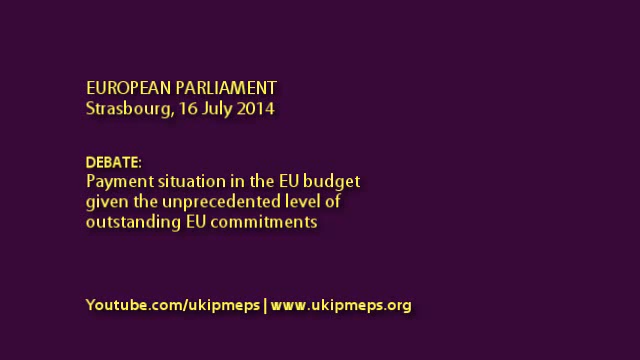 EUROPEAN PARLIAMENT
Strasbourg, 16 July 2014
DEBATE:
Payment situation in the EU budget
given the unprecedented level of
outstanding EU commitments
Youtube.com/ukipmeps | www.ukipmeps.org